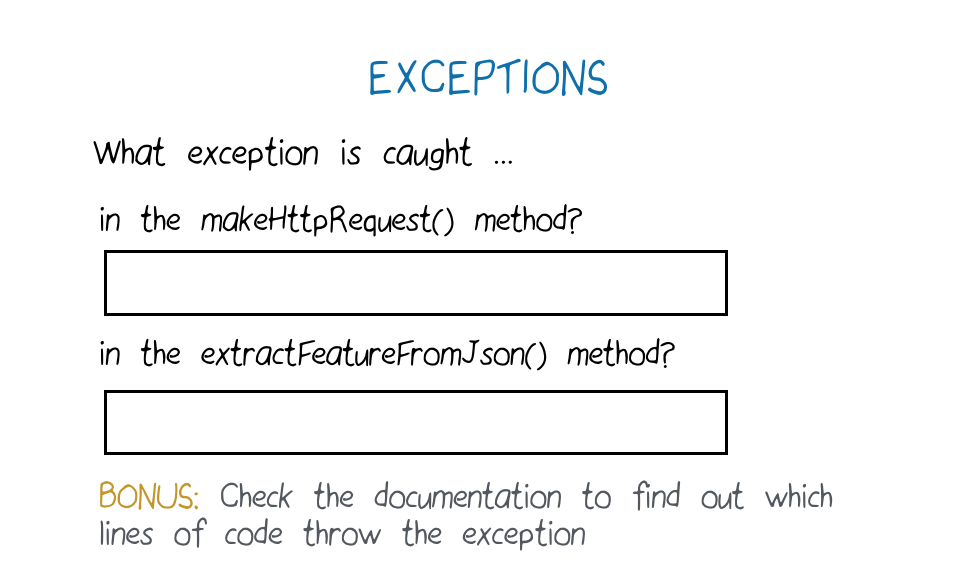 EXCEPTIONS
What exception is caught ...
in the makeHttpRequest() method?
in the extractFeatureFromJson() method?
BONUS: Check the documentation to find out which
lines of code throw the exception